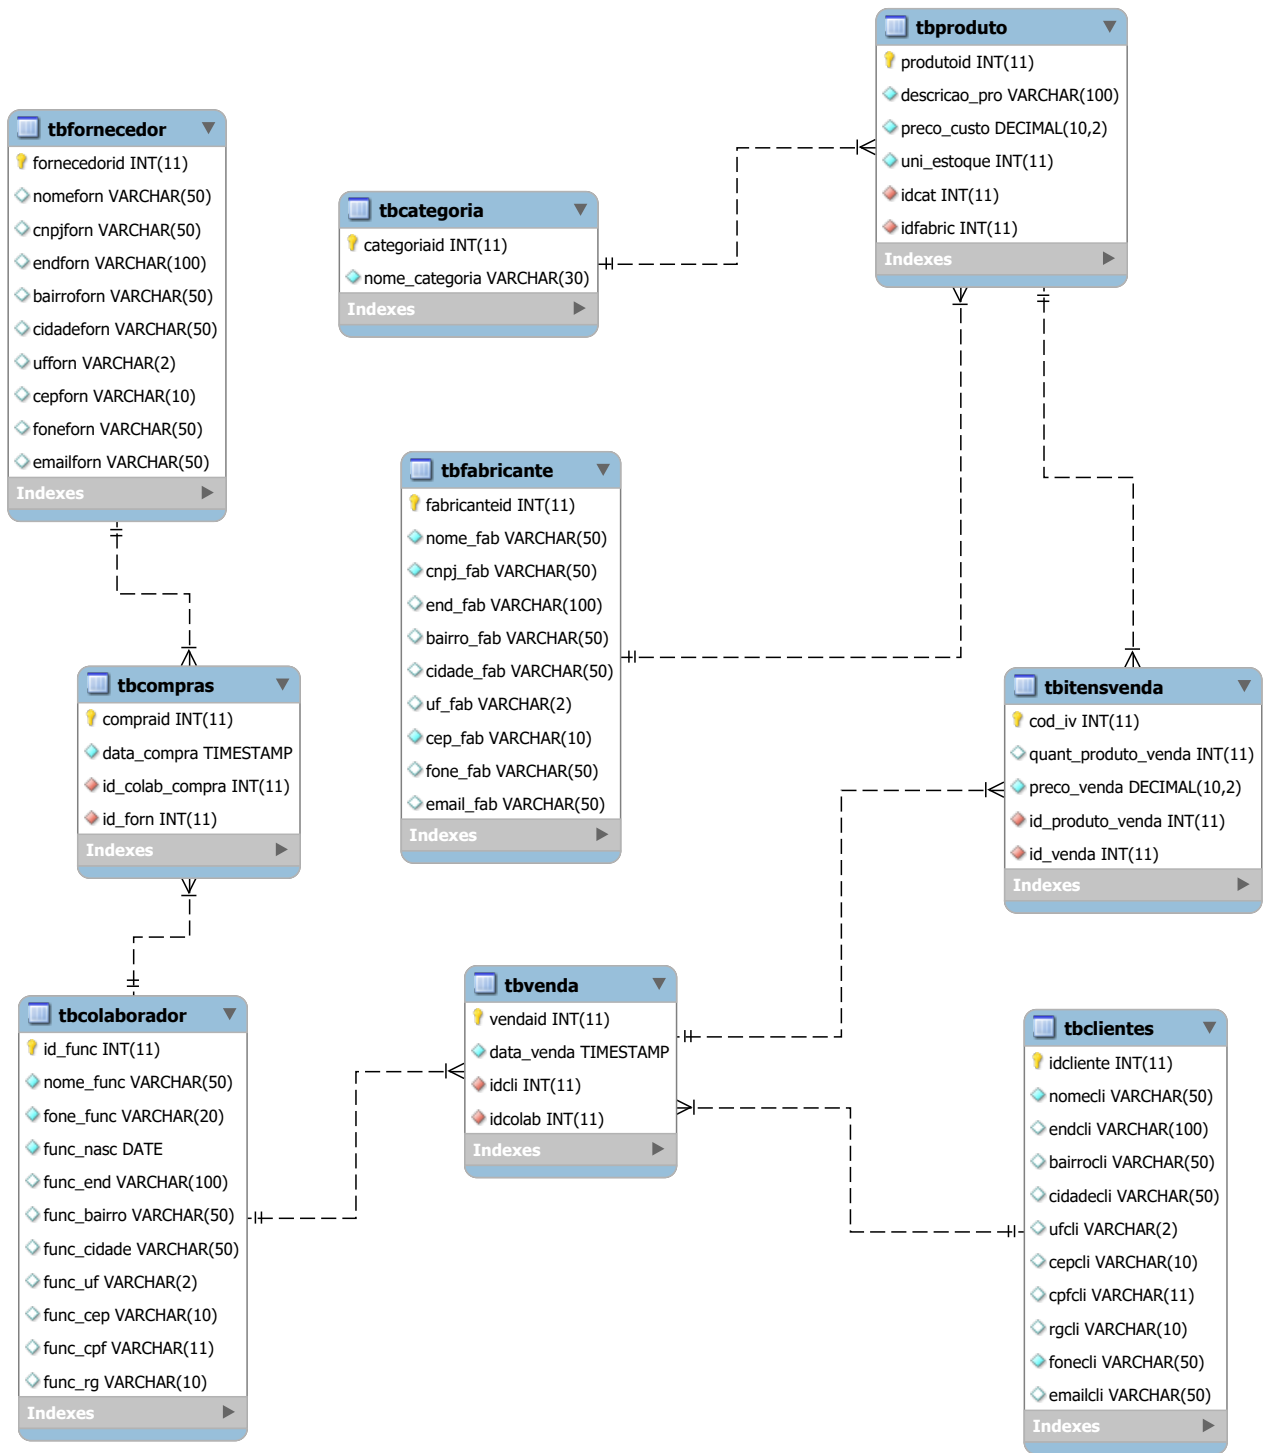 tbproduto
produtoid INT(11)
descricao_pro VARCHAR(100)
preco_custo DECIMAL(10,2)
uni_estoque INT(11)
idcat INT(11)
idfabric INT(11)
Indexes
tbfornecedor
fornecedorid INT(11)
nomeforn VARCHAR(50)
cnpjforn VARCHAR(50)
endforn VARCHAR(100)
bairroforn VARCHAR(50)
cidadeforn VARCHAR(50)
ufforn VARCHAR(2)
cepforn VARCHAR(10)
foneforn VARCHAR(50)
emailforn VARCHAR(50)
Indexes
tbcategoria
categoriaid INT(11)
nome_categoria VARCHAR(30)
Indexes
tbfabricante
fabricanteid INT(11)
nome_fab VARCHAR(50)
cnpj_fab VARCHAR(50)
end_fab VARCHAR(100)
bairro_fab VARCHAR(50)
cidade_fab VARCHAR(50)
uf_fab VARCHAR(2)
cep_fab VARCHAR(10)
fone_fab VARCHAR(50)
email_fab VARCHAR(50)
Indexes
tbcompras
compraid INT(11)
data_compra TIMESTAMP
id_colab_compra INT(11)
id_forn INT(11)
Indexes
tbitensvenda
cod_iv INT(11)
quant_produto_venda INT(11)
preco_venda DECIMAL(10,2)
id_produto_venda INT(11)
id_venda INT(11)
Indexes
tbvenda
vendaid INT(11)
data_venda TIMESTAMP
idcli INT(11)
idcolab INT(11)
Indexes
tbcolaborador
id_func INT(11)
nome_func VARCHAR(50)
fone_func VARCHAR(20)
func_nasc DATE
func_end VARCHAR(100)
func_bairro VARCHAR(50)
func_cidade VARCHAR(50)
func_uf VARCHAR(2)
func_cep VARCHAR(10)
func_cpf VARCHAR(11)
func_rg VARCHAR(10)
Indexes
tbclientes
idcliente INT(11)
nomecli VARCHAR(50)
endcli VARCHAR(100)
bairrocli VARCHAR(50)
cidadecli VARCHAR(50)
ufcli VARCHAR(2)
cepcli VARCHAR(10)
cpfcli VARCHAR(11)
rgcli VARCHAR(10)
fonecli VARCHAR(50)
emailcli VARCHAR(50)
Indexes